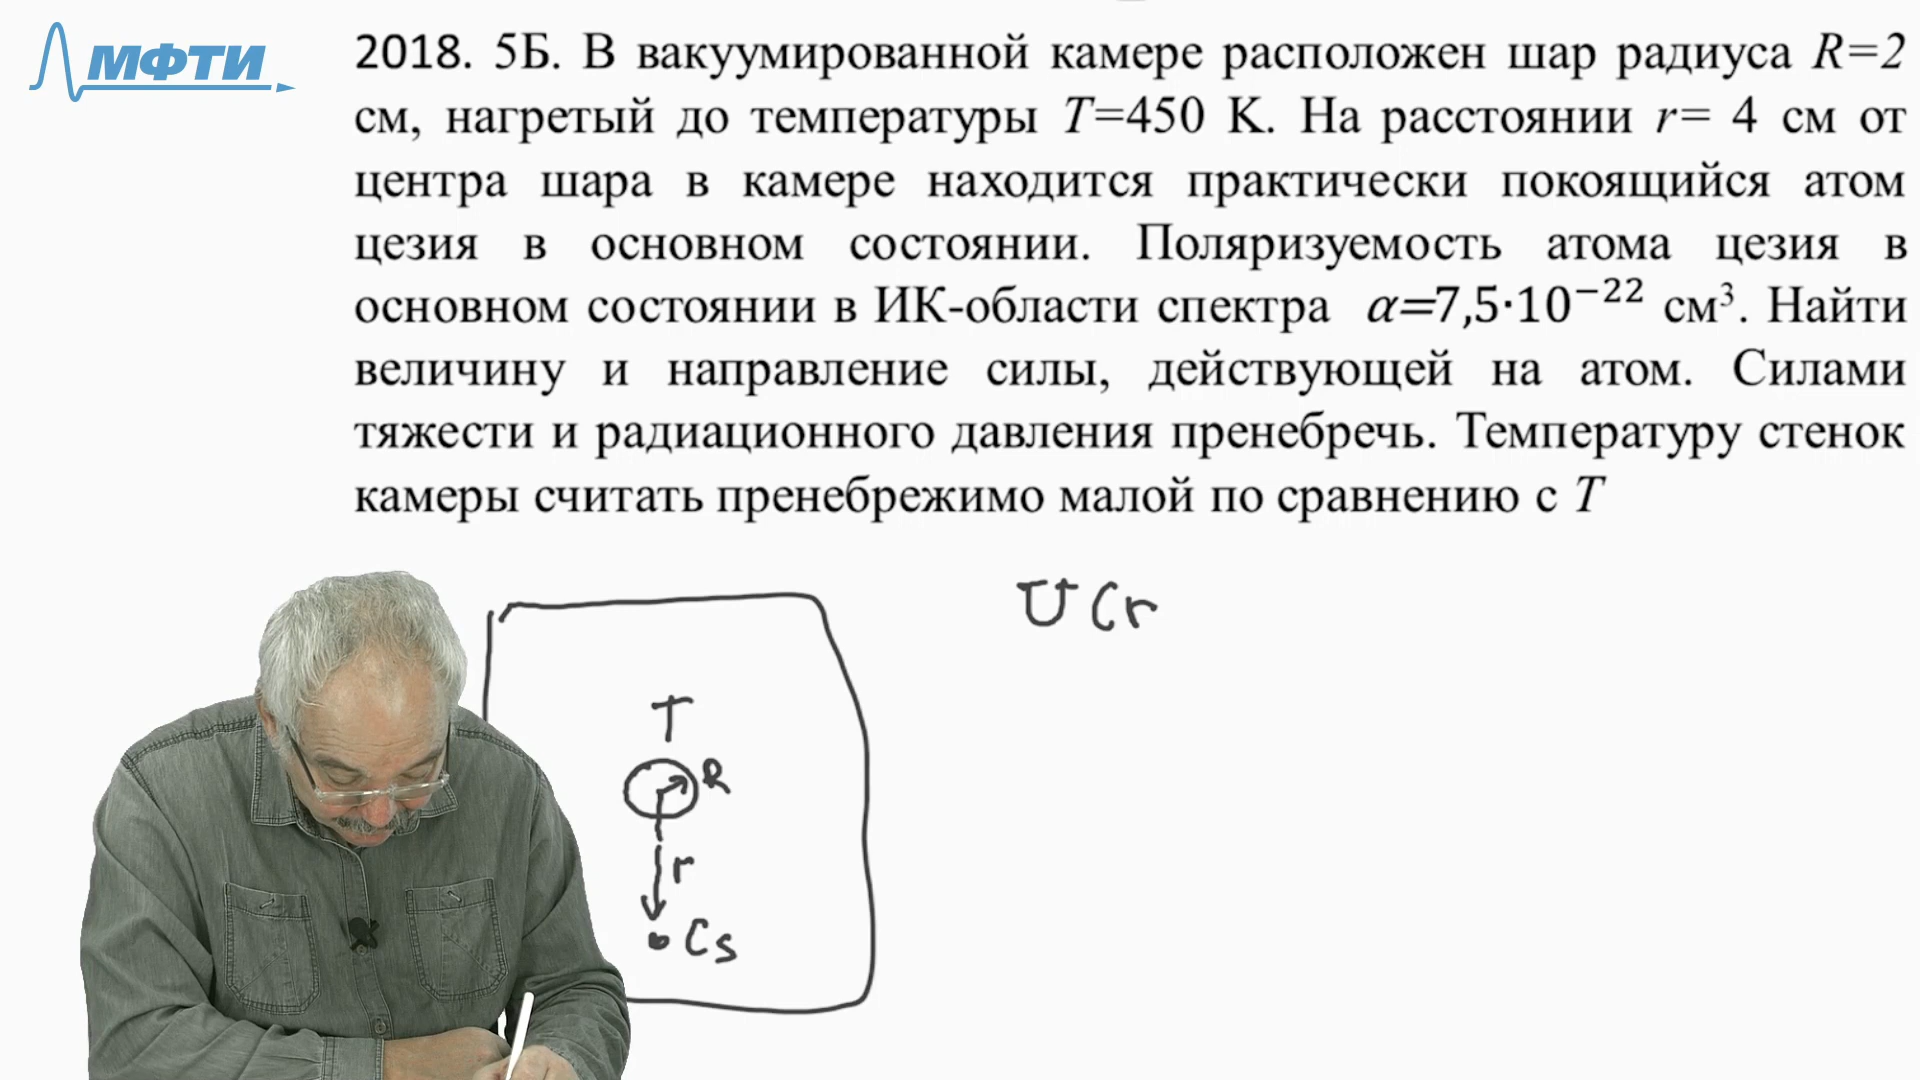 МФТИ
2018. 5Б. В вакуумированной камере расположен шар радиуса R=2
см, нагретый до температуры T=450 К. На расстоянии r= 4 см от
центра шара в камере находится практически покоящийся атом
цезия в основном состоянии. Поляризуемость атома цезия в
основном состоянии в ИК-области спектра α=7,5·10⁻²² см³. Найти
величину и направление силы, действующей на атом. Силами
тяжести и радиационного давления пренебречь. Температуру стенок
камеры считать пренебрежимо малой по сравнению с T
U(r
T
R
r
Cs